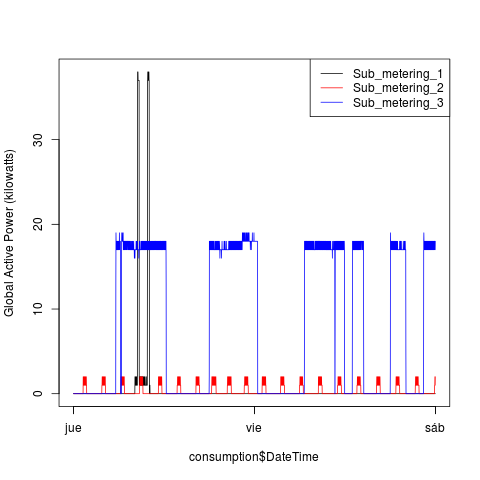 Sub_metering_1
Sub_metering_2
Sub_metering_3
Global Active Power (kilowatts)
30
20
10
0
jue vie sáb
consumption$DateTime